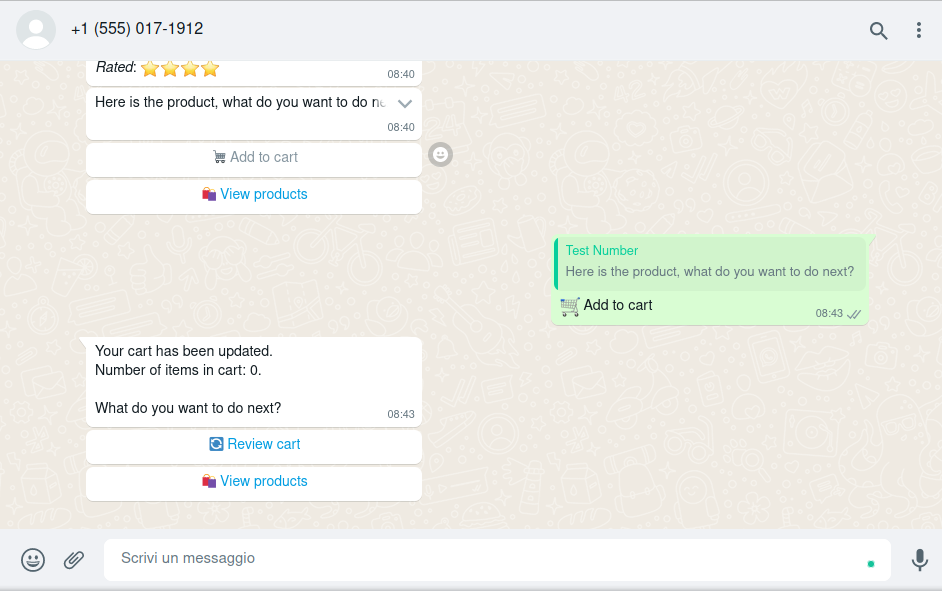 +1 (555) 017-1912
Rated: ⭐⭐⭐⭐
08:40
Here is the product, what do you want to do
08:40
🛒 Add to cart
🛍️ View products
Test Number
Here is the product, what do you want to do next?
🛒 Add to cart
08:43
Your cart has been updated.
Number of items in cart: 0.
What do you want to do next?
08:43
🔄 Review cart
🛍️ View products
Scrivi un messaggio